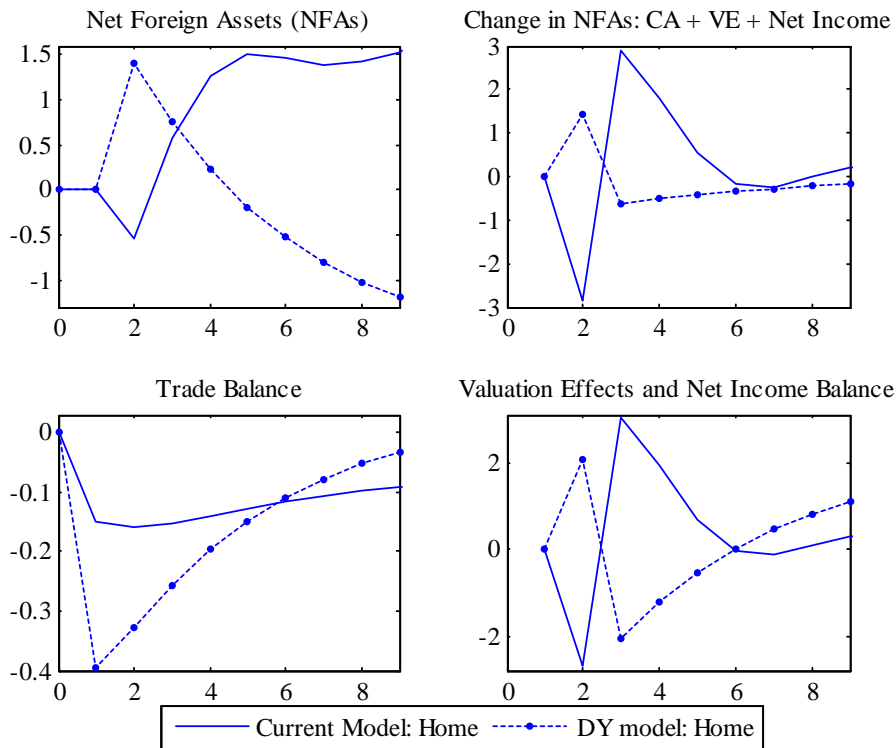 Net Foreign Assets (NFAs)
Change in NFAs: CA + VE + Net Income
1.5
1
0.5
0
-0.5
-1
0 2 4 6 8
3
2
1
0
-1
-2
-3
0 2 4 6 8
Trade Balance
Valuation Effects and Net Income Balance
0
-0.1
-0.2
-0.3
-0.4
0 2 4 6 8
2
0
-2
0 2 4 6 8
Current Model: Home
DY model: Home